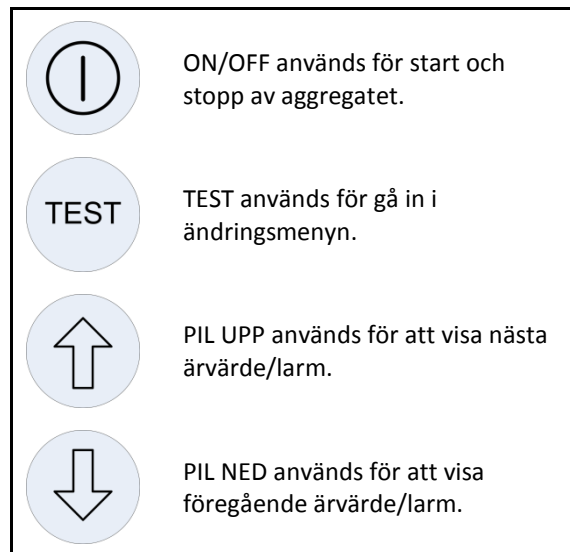 ON/OFF används för start och
stopp av aggregatet.
TEST
TEST används för gå in i
ändringsmenyn.
PIL UPP används för att visa nästa
ärvärde/larm.
PIL NED används för att visa
föregående ärvärde/larm.